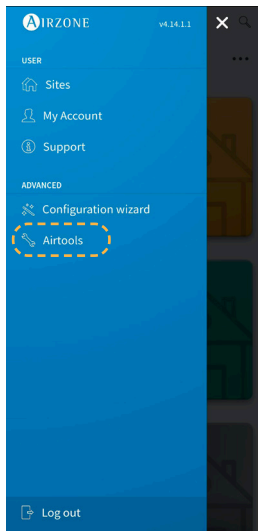 AIRZONE v4.14.1.1
USER
Sites
My Account
Support
ADVANCED
Configuration wizard
Airtools
Log out